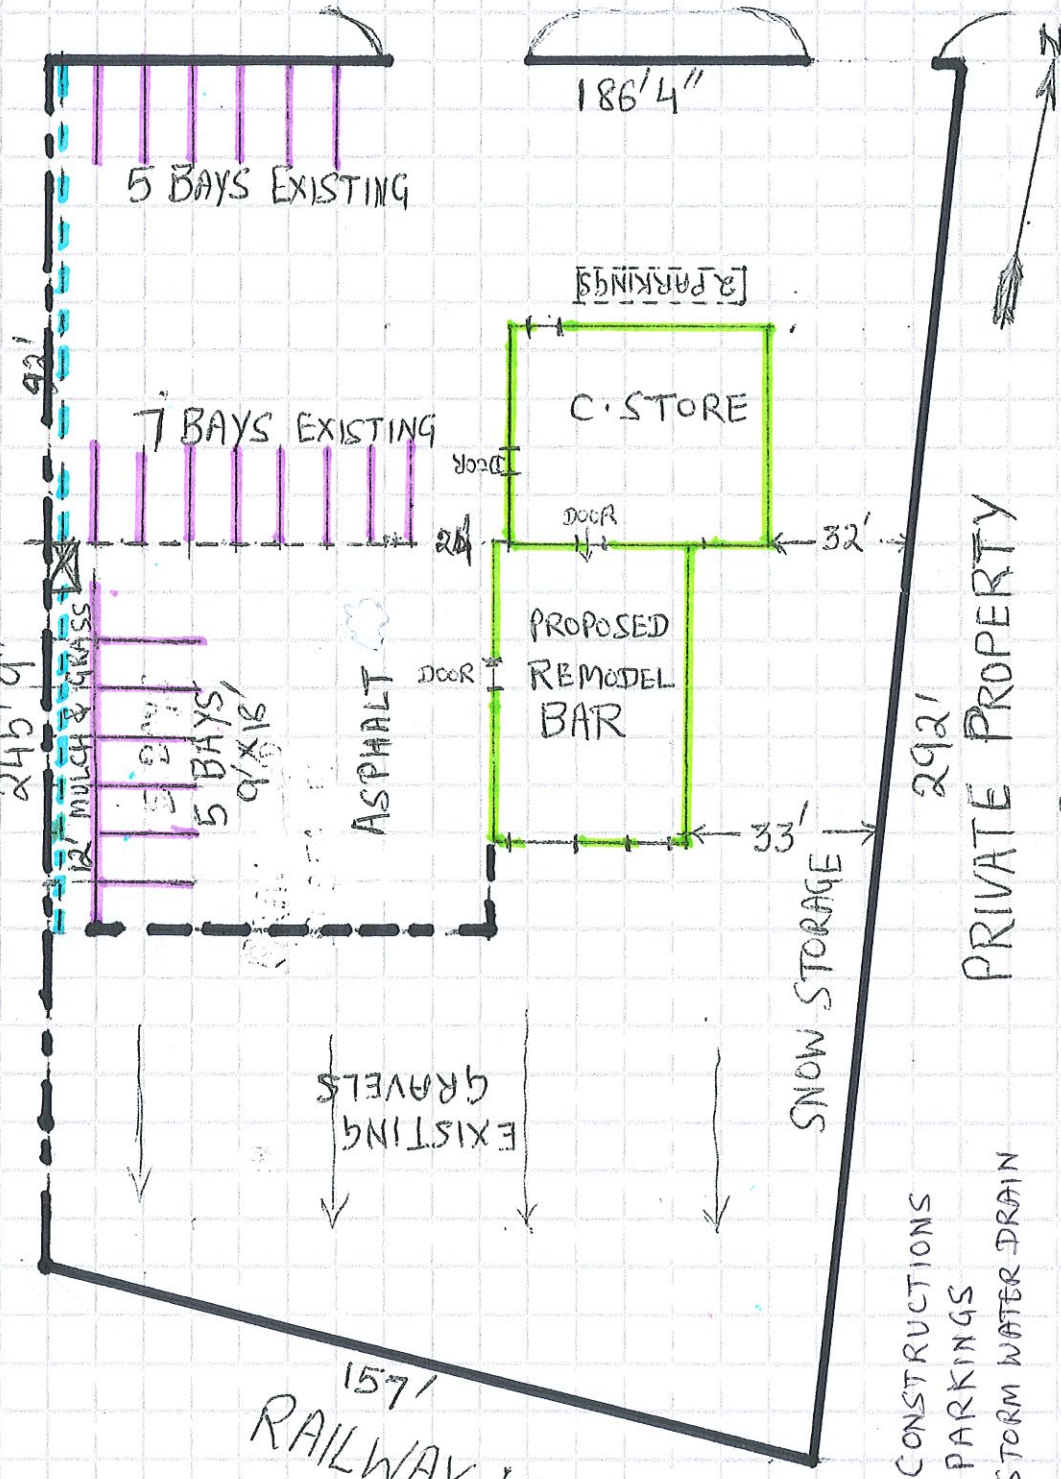 186'4"
N
5 BAYS EXISTING
[2 PARKINGS]
92'
C. STORE
7 BAYS EXISTING
DOOR
DOOR
32'
PROPOSED
REMODEL
BAR
DOOR
245' 9"
12' MULCH & GRASS
5 BAYS
9'X18'
ASPHALT
292'
PRIVATE PROPERTY
33'
SNOW STORAGE
EXISTING
GRAVELS
157'
RAILWAY
CONSTRUCTIONS
PARKINGS
STORM WATER DRAIN